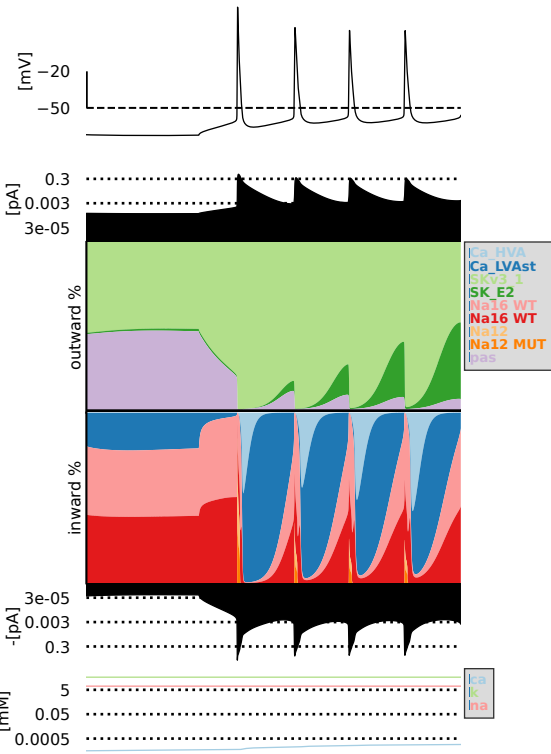 [mV]
−20
−50
[pA]
0.3
0.003
3e-05
outward %
Ca_HVA
Ca_LVAst
SKv3_1
SK_E2
Na16 WT
Na16 WT
Na12
Na12 MUT
pas
inward %
-[pA]
3e-05
0.003
0.3
[mM]
5
0.05
0.0005
ca
k
na